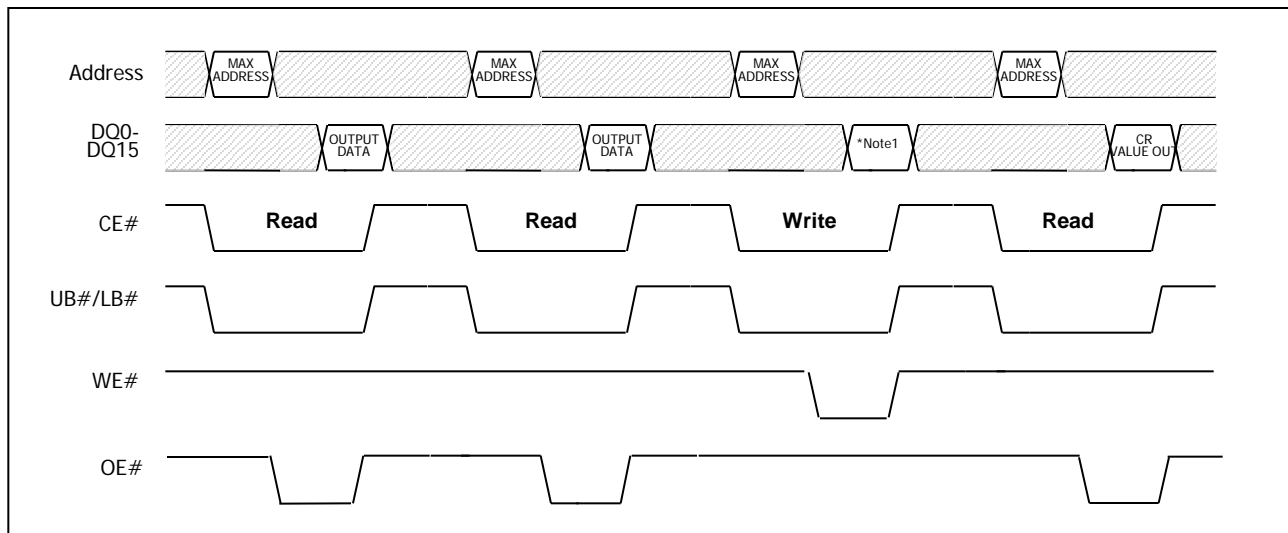 Address
MAX
ADDRESS
MAX
ADDRESS
MAX
ADDRESS
MAX
ADDRESS
DQ0-
DQ15
OUTPUT
DATA
OUTPUT
DATA
*Note1
CR
VALUE OUT
CE#
Read
Read
Write
Read
UB#/LB#
WE#
OE#